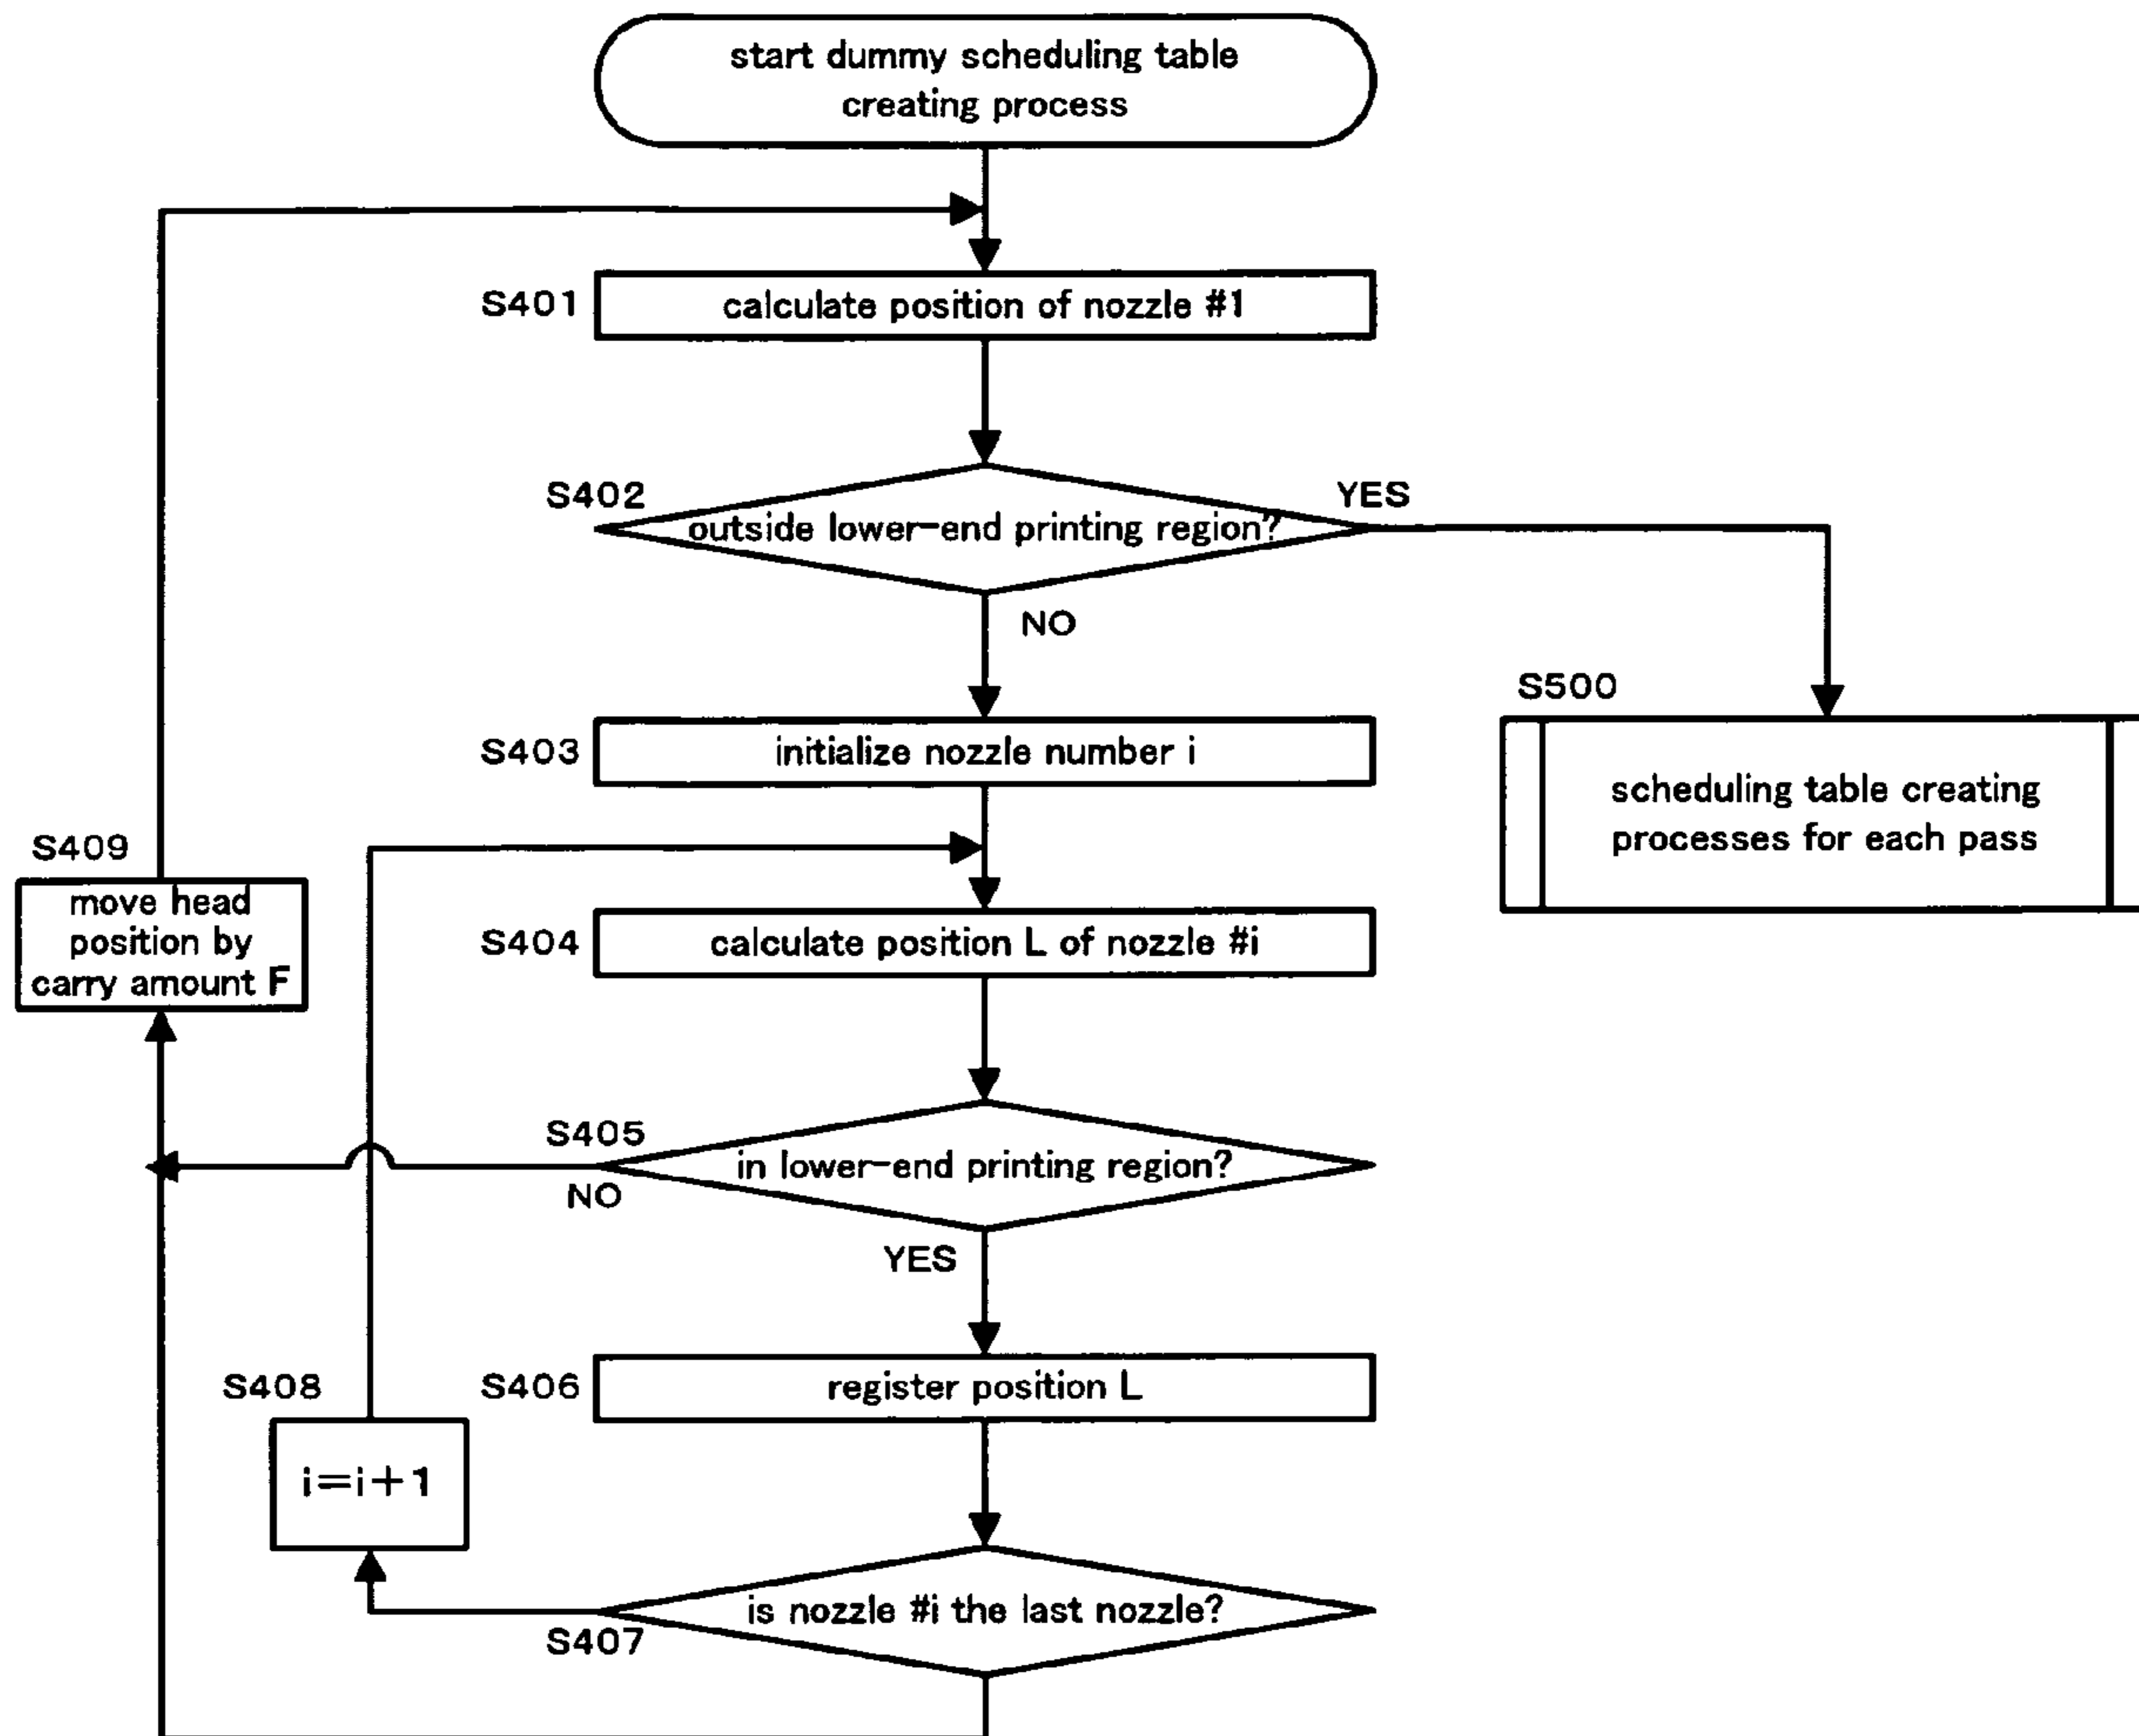 start dummy scheduling table
creating process
S401
calculate position of nozzle #1
S402
YES
outside lower-end printing region?
NO
S500
S403
initialize nozzle number i
scheduling table creating
processes for each pass
S409
move head
position by
carry amount F
S404
calculate position L of nozzle #i
S405
in lower-end printing region?
NO
YES
S408
S406
register position L
i=i+1
is nozzle #i the last nozzle?
S407